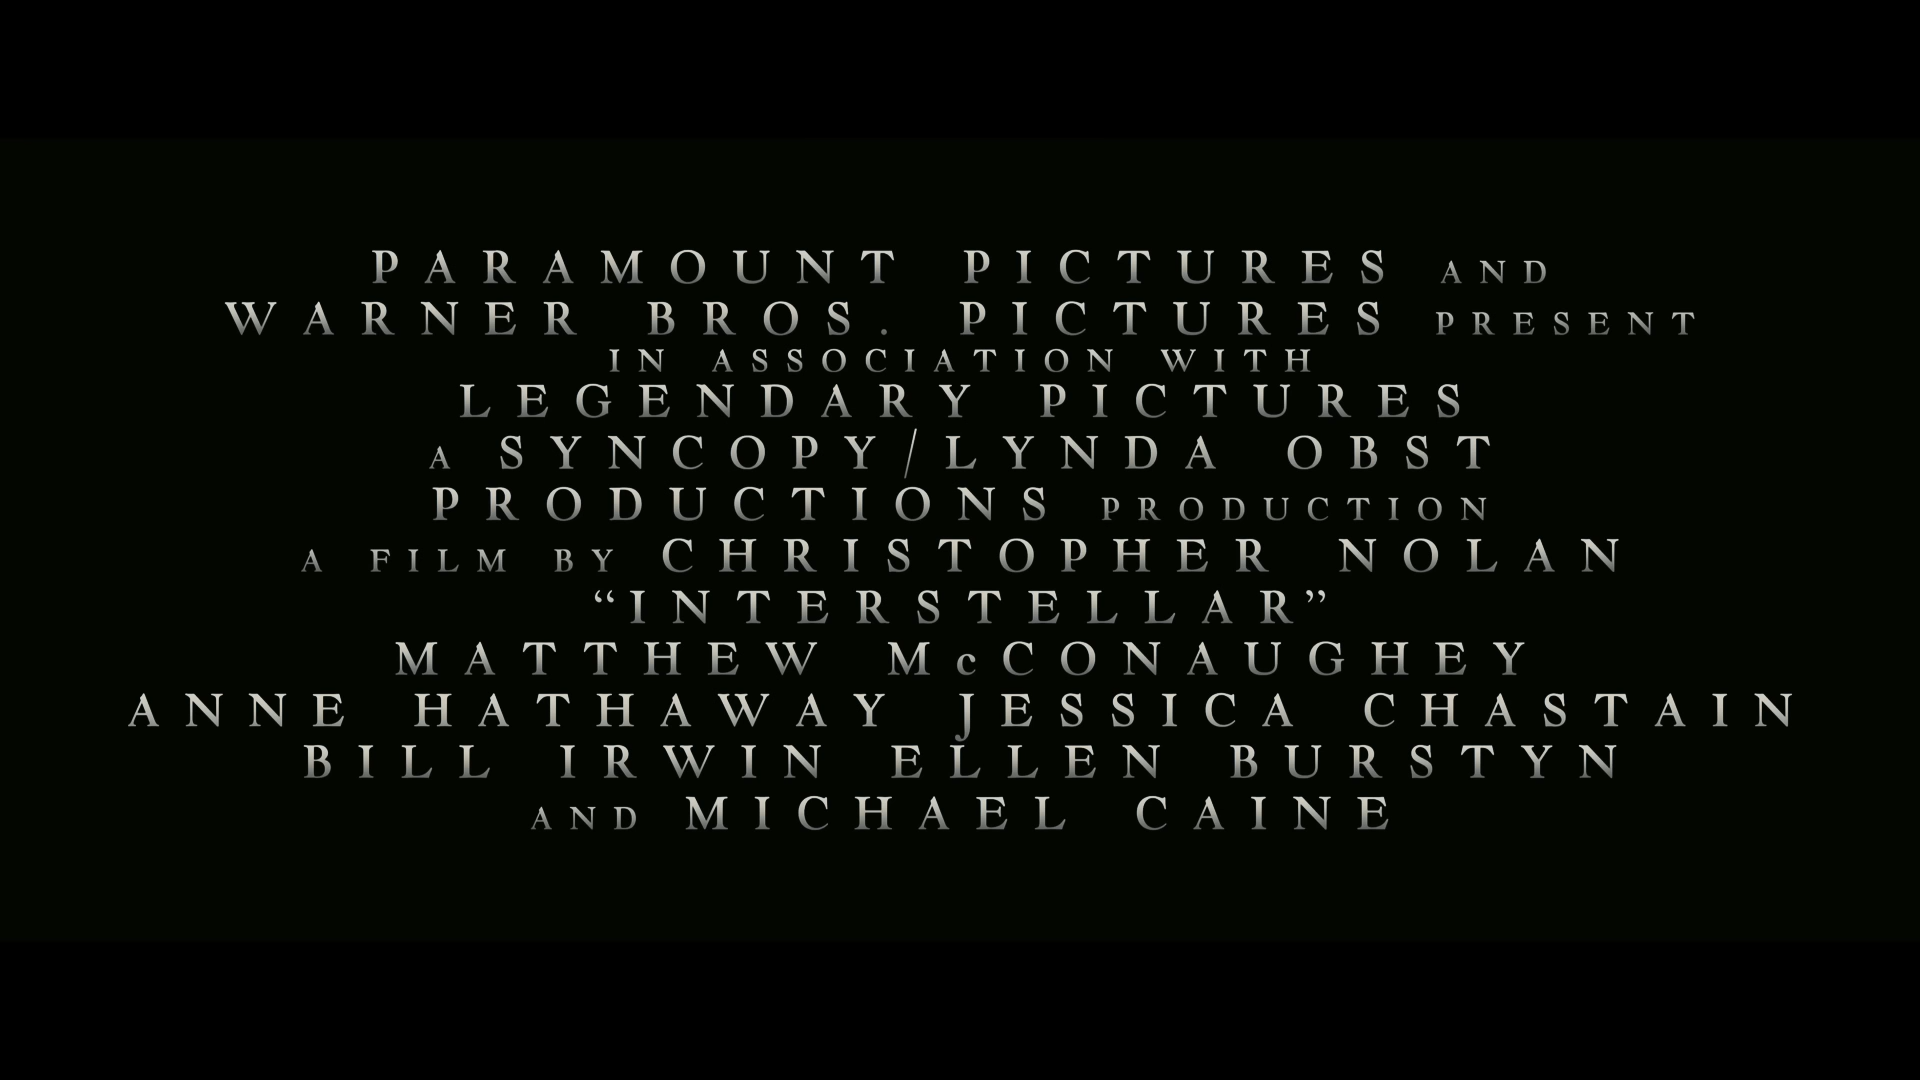 PARAMOUNT PICTURES AND
WARNER BROS. PICTURES PRESENT
IN ASSOCIATION WITH
LEGENDARY PICTURES
A SYNCOPY/LYNDA OBST
PRODUCTIONS PRODUCTION
A FILM BY CHRISTOPHER NOLAN
“INTERSTELLAR”
MATTHEW McCONAUGHEY
ANNE HATHAWAY JESSICA CHASTAIN
BILL IRWIN ELLEN BURSTYN
AND MICHAEL CAINE